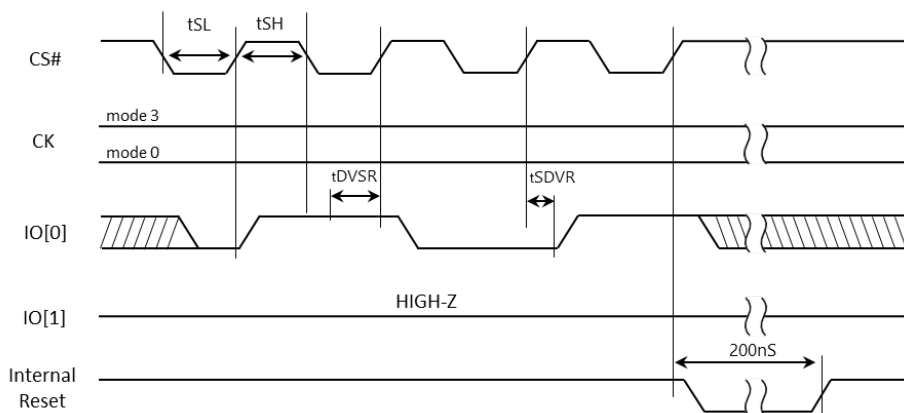 tSL
tSH
CS#
mode 3
CK
mode 0
tDVSR
tSDVR
IO[0]
HIGH-Z
IO[1]
200nS
Internal
Reset